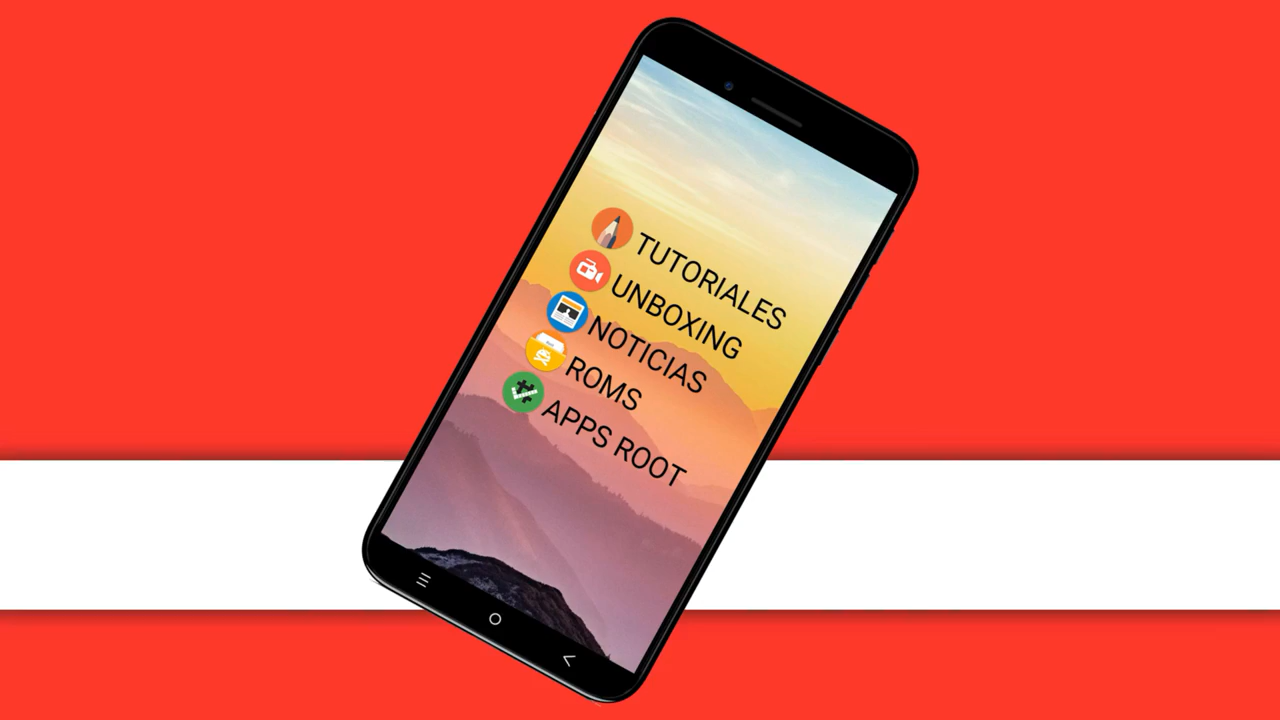 TUTORIALES
UNBOXING
NOTICIAS
ROMS
APPS ROOT